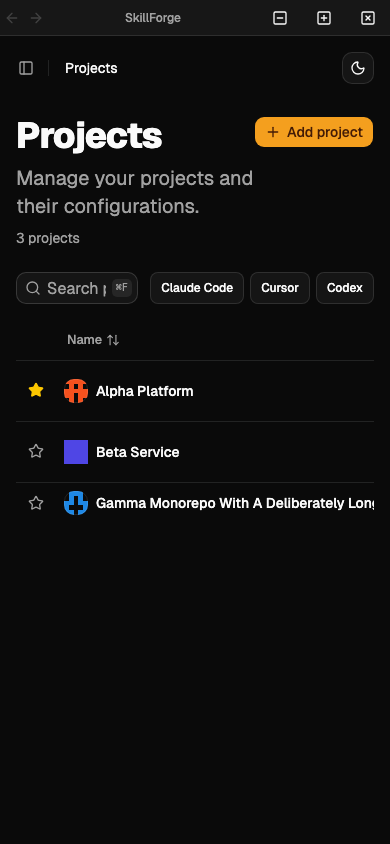 SkillForge
Projects
Projects
Add project
Manage your projects and
their configurations.
3 projects
Search
⌘F
Claude Code
Cursor
Codex
Name
Alpha Platform
Beta Service
Gamma Monorepo With A Deliberately Long